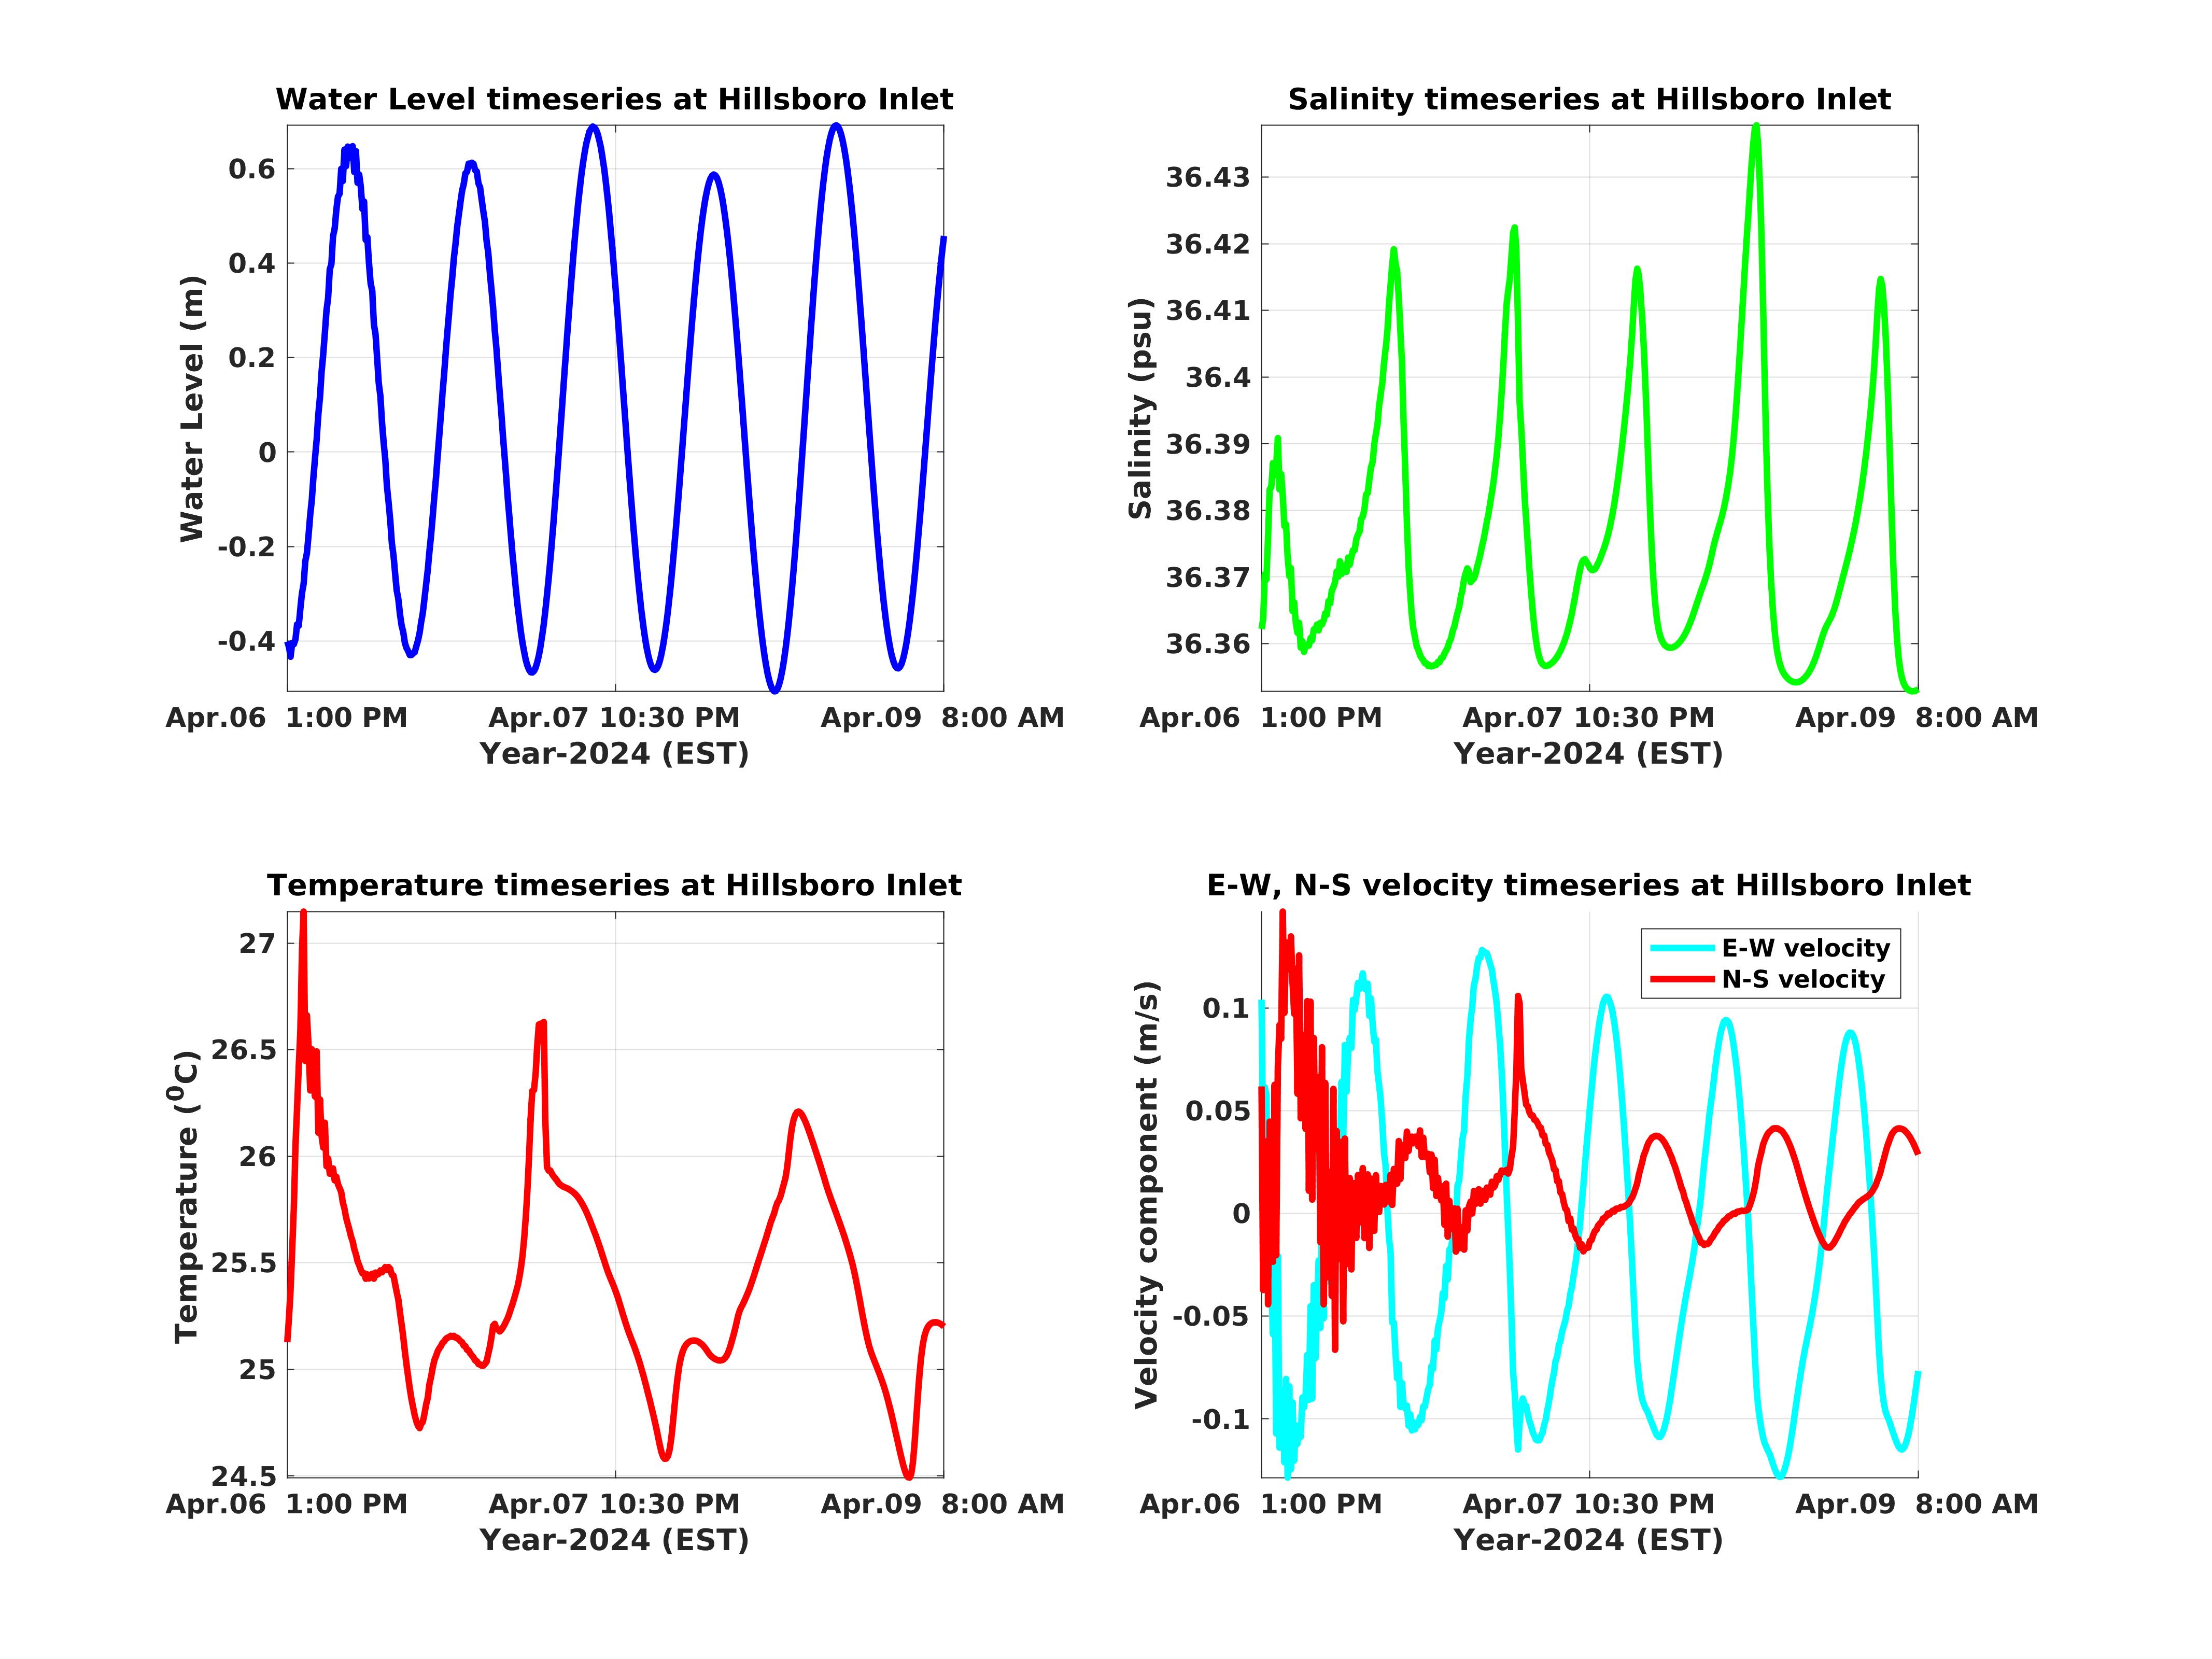 Water Level timeseries at Hillsboro Inlet
Water Level (m)
0.6
0.4
0.2
0
-0.2
-0.4
Apr.06 1:00 PM
Apr.07 10:30 PM
Apr.09 8:00 AM
Year-2024 (EST)
Salinity timeseries at Hillsboro Inlet
Salinity (psu)
36.43
36.42
36.41
36.4
36.39
36.38
36.37
36.36
Apr.06 1:00 PM
Apr.07 10:30 PM
Apr.09 8:00 AM
Year-2024 (EST)
Temperature timeseries at Hillsboro Inlet
Temperature (⁰C)
27
26.5
26
25.5
25
24.5
Apr.06 1:00 PM
Apr.07 10:30 PM
Apr.09 8:00 AM
Year-2024 (EST)
E-W, N-S velocity timeseries at Hillsboro Inlet
Velocity component (m/s)
E-W velocity
N-S velocity
0.1
0.05
0
-0.05
-0.1
Apr.06 1:00 PM
Apr.07 10:30 PM
Apr.09 8:00 AM
Year-2024 (EST)